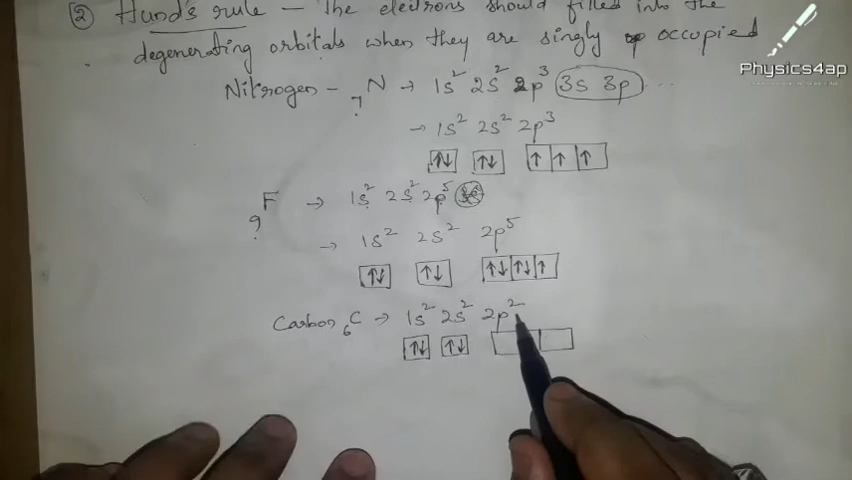 ② Hund's rule — The electrons should filled into the
degenerating orbitals when they are singly occupied
Physics4ap
Nitrogen - ₇N → 1s² 2s² 2p³ 3s 3p ...
→ 1s² 2s² 2p³
↑↓ ↑↓ ↑ ↑ ↑
₉F → 1s² 2s² 2p⁵
→ 1s² 2s² 2p⁵
↑↓ ↑↓ ↑↓ ↑↓ ↑
Carbon ₆C → 1s² 2s² 2p²
↑↓ ↑↓